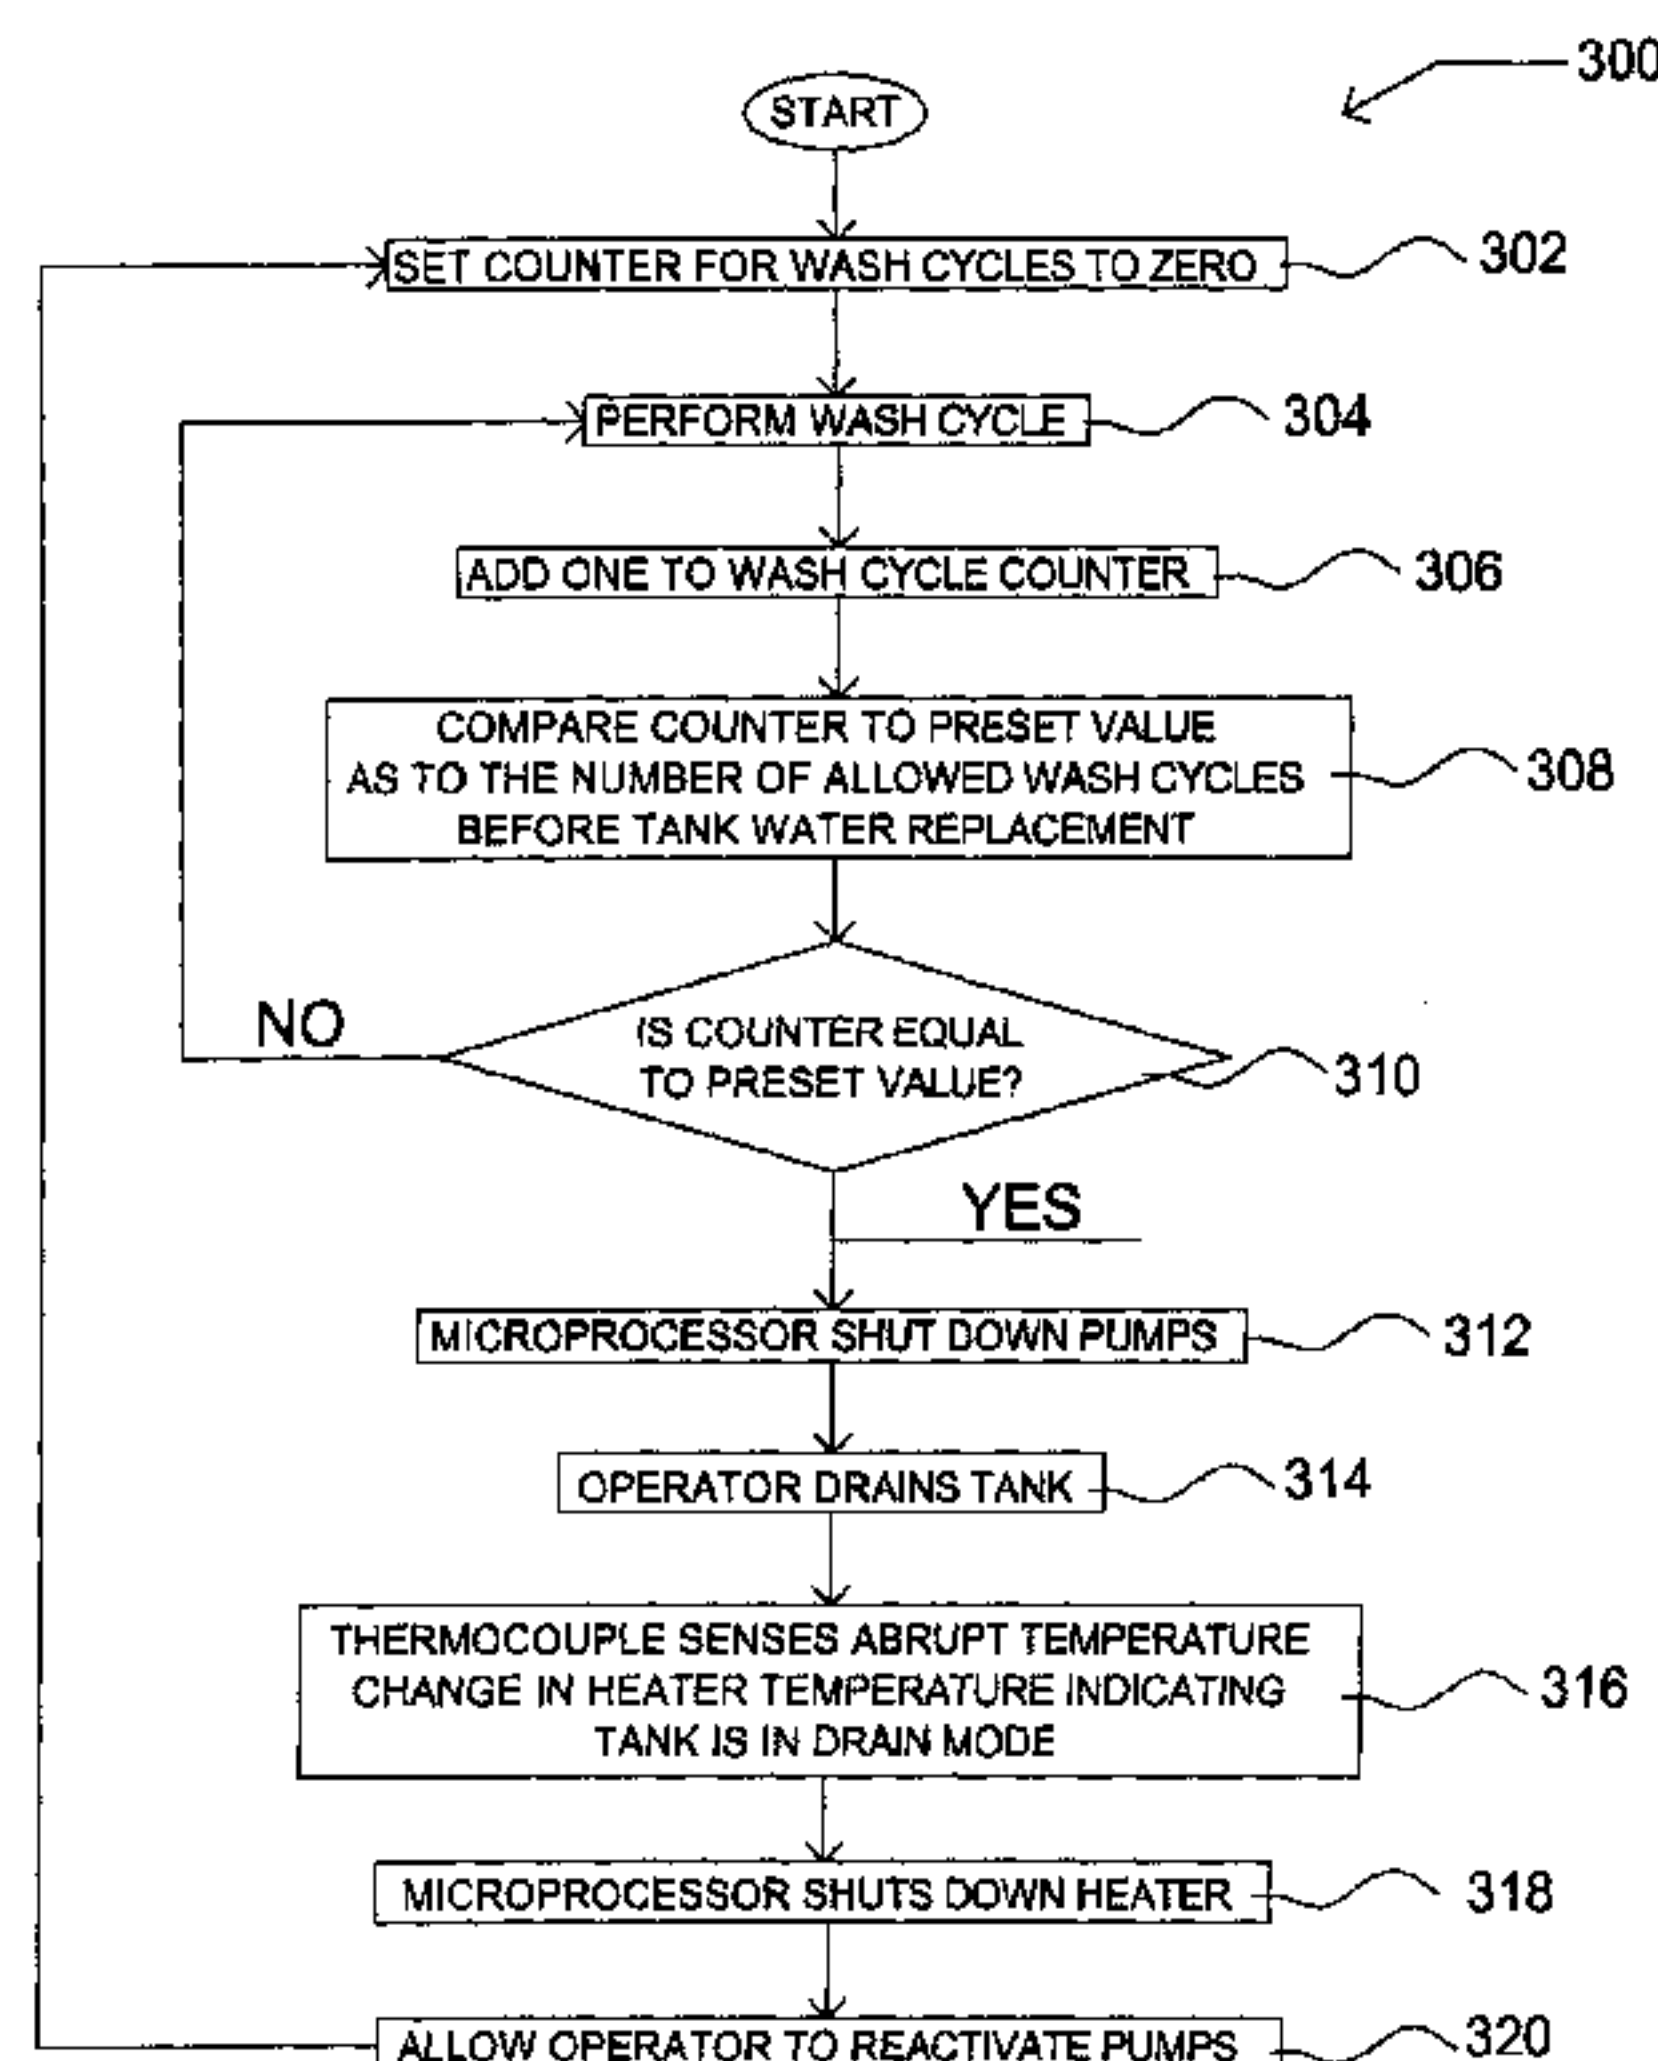 300
START
SET COUNTER FOR WASH CYCLES TO ZERO
302
PERFORM WASH CYCLE
304
ADD ONE TO WASH CYCLE COUNTER
306
COMPARE COUNTER TO PRESET VALUE
AS TO THE NUMBER OF ALLOWED WASH CYCLES
BEFORE TANK WATER REPLACEMENT
308
NO
IS COUNTER EQUAL
TO PRESET VALUE?
310
YES
MICROPROCESSOR SHUT DOWN PUMPS
312
OPERATOR DRAINS TANK
314
THERMOCOUPLE SENSES ABRUPT TEMPERATURE
CHANGE IN HEATER TEMPERATURE INDICATING
TANK IS IN DRAIN MODE
316
MICROPROCESSOR SHUTS DOWN HEATER
318
ALLOW OPERATOR TO REACTIVATE PUMPS
320